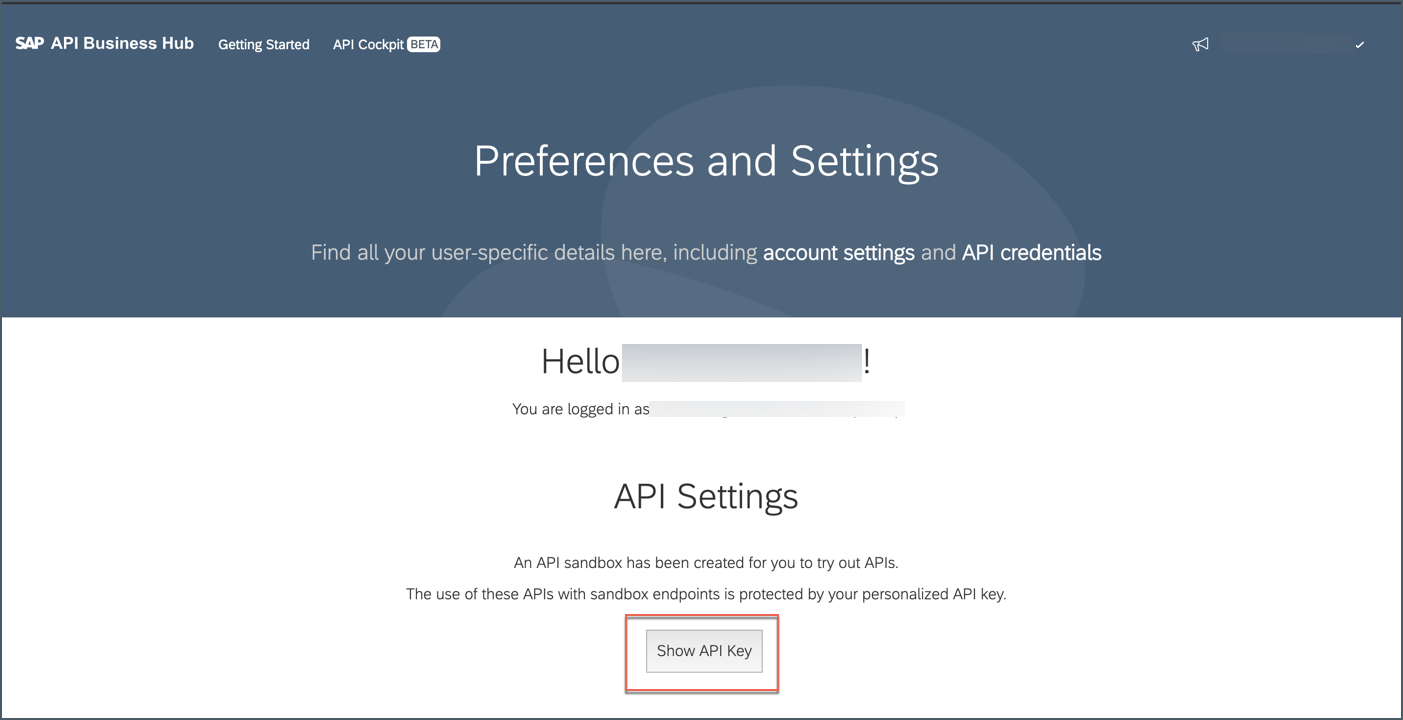 SAP API Business Hub Getting Started API Cockpit BETA
Preferences and Settings
Find all your user-specific details here, including account settings and API credentials
Hello !
You are logged in as
API Settings
An API sandbox has been created for you to try out APIs.
The use of these APIs with sandbox endpoints is protected by your personalized API key.
Show API Key